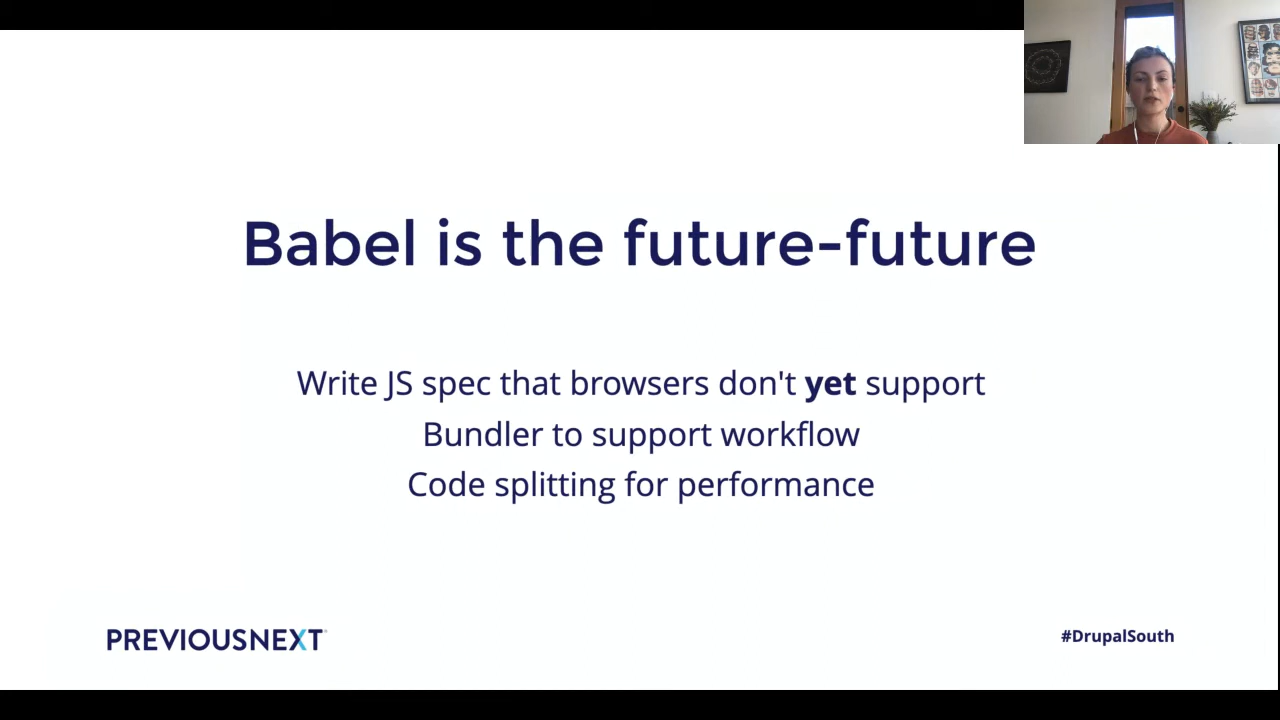 Babel is the future-future
Write JS spec that browsers don't yet support
Bundler to support workflow
Code splitting for performance
PREVIOUSNEXT
#DrupalSouth